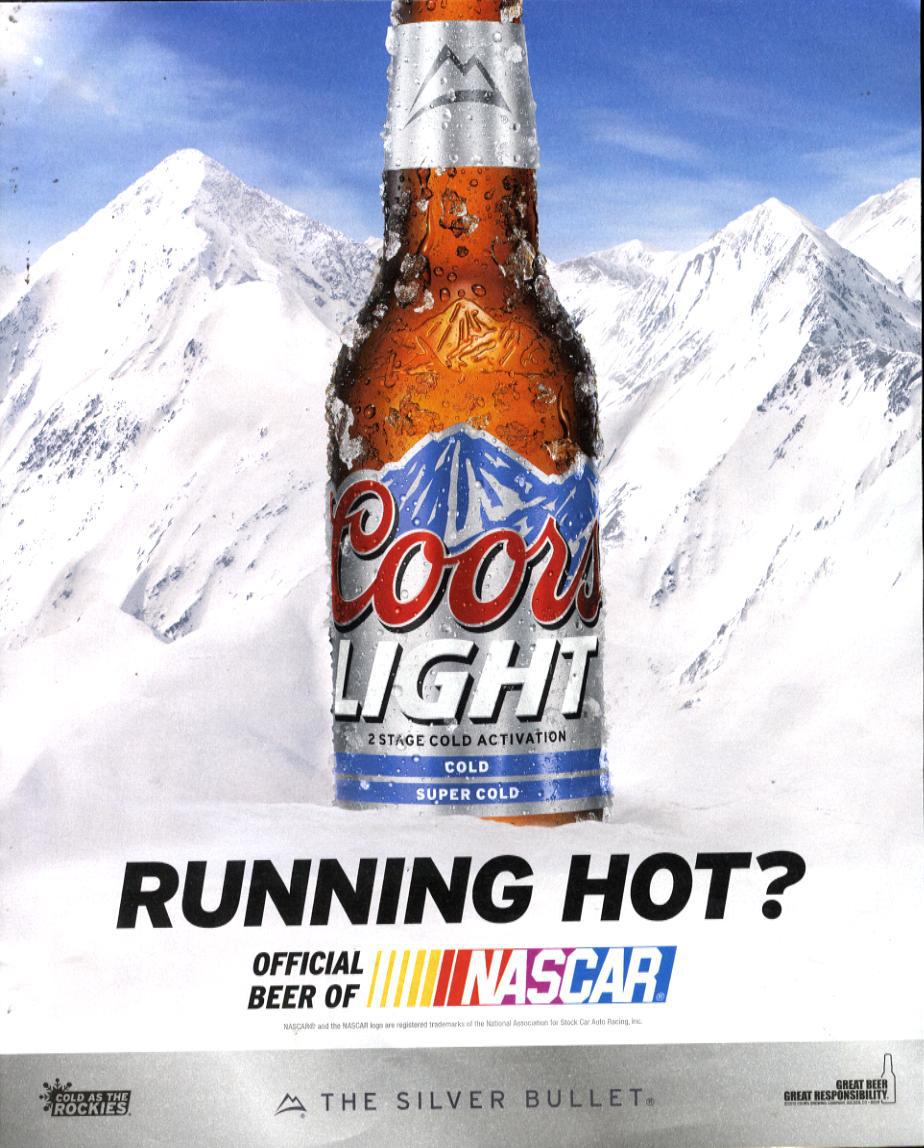 Coors
LIGHT
2 STAGE COLD ACTIVATION
COLD
SUPER COLD
RUNNING HOT?
OFFICIAL
BEER OF
NASCAR®
NASCAR® and the NASCAR logo are registered trademarks of the National Association for Stock Car Auto Racing, Inc.
COLD AS THE
ROCKIES
THE SILVER BULLET®
GREAT BEER
GREAT RESPONSIBILITY.